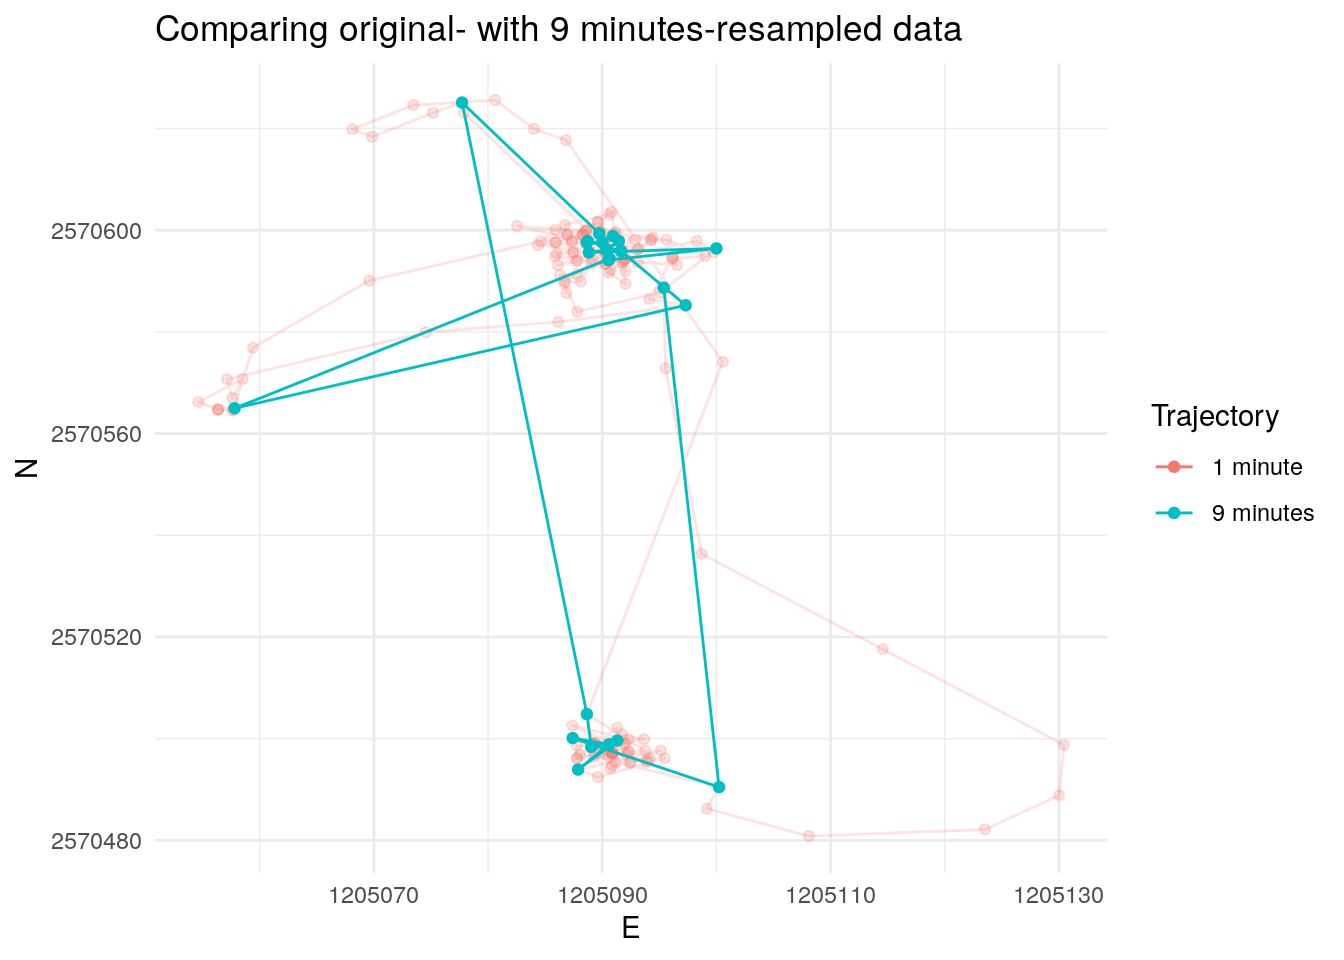 Comparing original- with 9 minutes-resampled data
2570600
2570560
2570520
2570480
N
1205070
1205090
1205110
1205130
E
Trajectory
1 minute
9 minutes